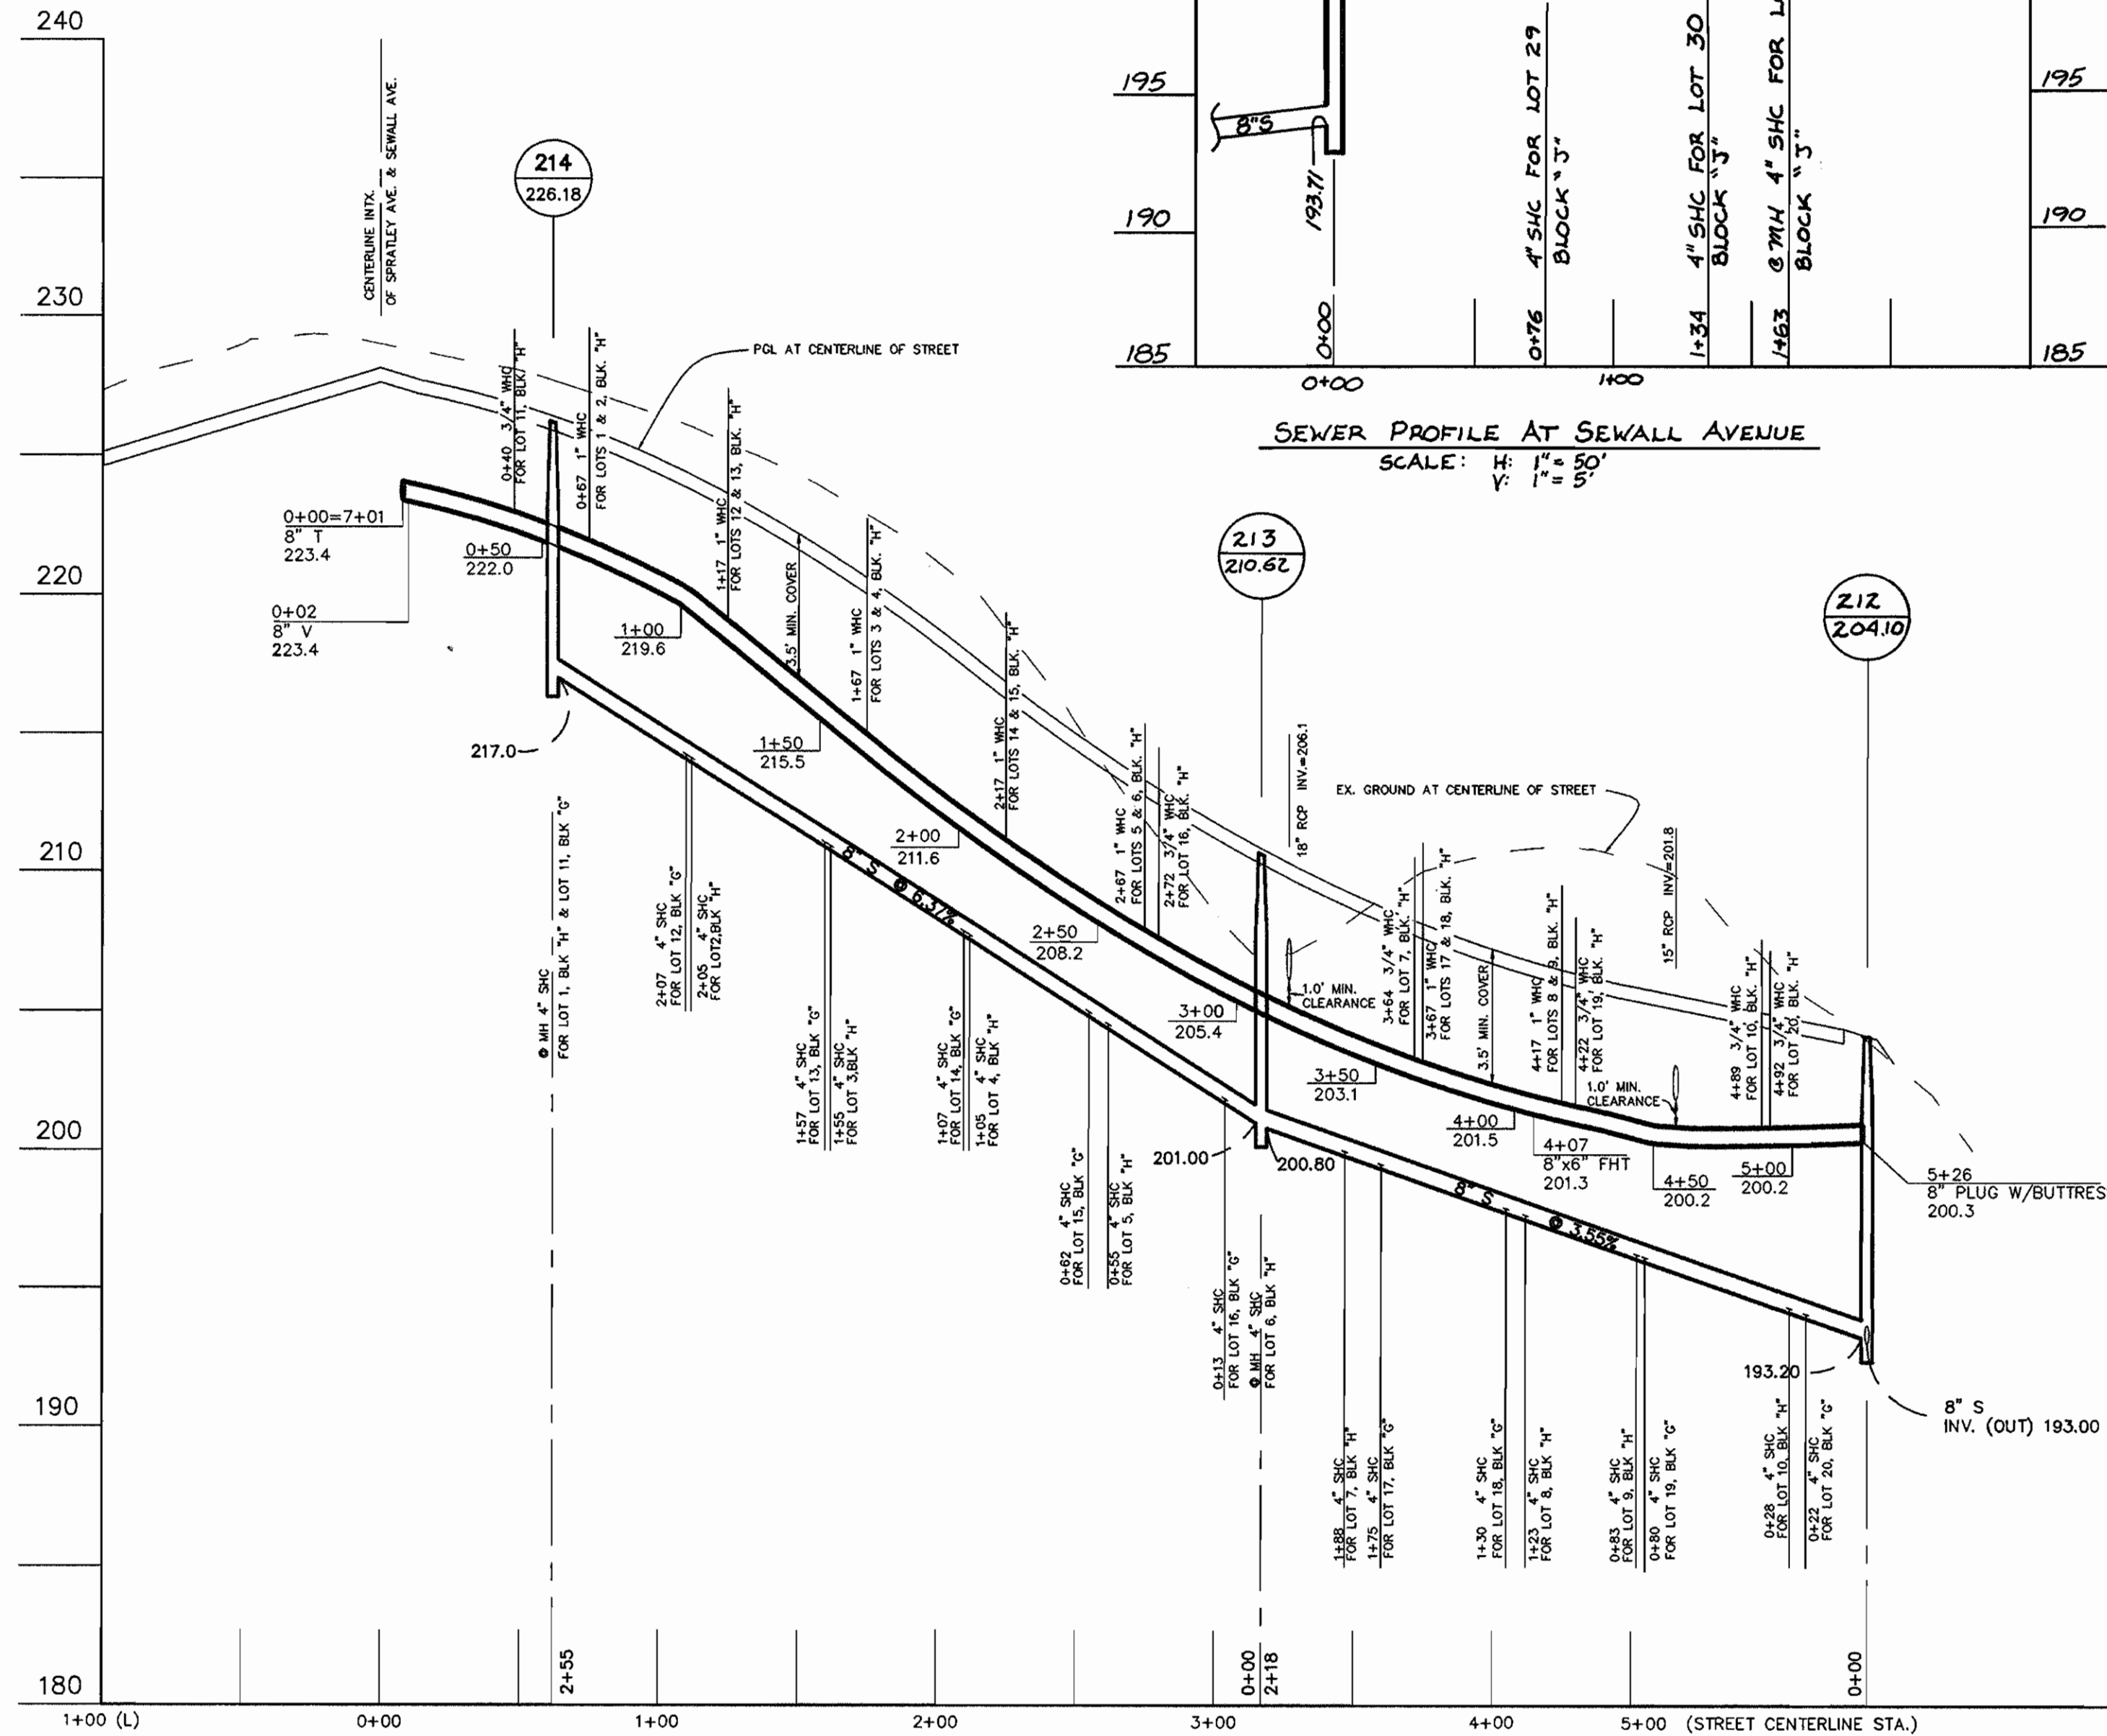 240
230
220
210
200
190
180
CENTERLINE INTX.
OF SPRATLEY AVE. & SEWALL AVE.
214
226.18
PGL AT CENTERLINE OF STREET
0+40 3/4" WHC
FOR LOT 11, BLK "H"
0+67 1" WHC
FOR LOTS 1 & 2, BLK. "H"
1+17 1" WHC
FOR LOTS 12 & 13, BLK. "H"
3.5' MIN. COVER
1+67 1" WHC
FOR LOTS 3 & 4, BLK. "H"
2+17 1" WHC
FOR LOTS 14 & 15, BLK. "H"
2+67 1" WHC
FOR LOTS 5 & 6, BLK. "H"
2+72 3/4" WHC
FOR LOT 16, BLK. "H"
0+00=7+01
8" T
223.4
0+02
8" V
223.4
0+50
222.0
1+00
219.6
1+50
215.5
2+00
211.6
2+50
208.2
3+00
205.4
3+50
203.1
4+00
201.5
4+07
8"x6" FHT
201.3
4+50
200.2
5+00
200.2
5+26
8" PLUG W/BUTTRES
200.3
195
190
185
8"S
193.71
0+00
0+76 4" SHC FOR LOT 29
BLOCK "J"
1+34 4" SHC FOR LOT 30
BLOCK "J"
1+63 @ MH 4" SHC FOR L
BLOCK "J"
195
190
185
0+00
1+00
SEWER PROFILE AT SEWALL AVENUE
SCALE: H: 1"= 50'
V: 1"= 5'
213
210.62
18" RCP INV.=206.1
212
204.10
EX. GROUND AT CENTERLINE OF STREET
1.0' MIN.
CLEARANCE
3+64 3/4" WHC
FOR LOT 7, BLK. "H"
3+67 1" WHC
FOR LOTS 17 & 18, BLK. "H"
3.5' MIN. COVER
4+17 1" WHC
FOR LOTS 8 & 9, BLK. "H"
4+22 3/4" WHC
FOR LOT 19, BLK. "H"
15" RCP INV.=201.8
1.0' MIN.
CLEARANCE
4+89 3/4" WHC
FOR LOT 10, BLK. "H"
4+92 3/4" WHC
FOR LOT 20, BLK. "H"
217.0
8" S @ 6.37%
201.00
200.80
8" S @ 3.55%
193.20
8" S
INV. (OUT) 193.00
@ MH 4" SHC
FOR LOT 1, BLK "H" & LOT 11, BLK "G"
2+07 4" SHC
FOR LOT 12, BLK "G"
2+05 4" SHC
FOR LOT2,BLK "H"
1+57 4" SHC
FOR LOT 13, BLK "G"
1+55 4" SHC
FOR LOT 3,BLK "H"
1+07 4" SHC
FOR LOT 14, BLK "G"
1+05 4" SHC
FOR LOT 4, BLK "H"
0+62 4" SHC
FOR LOT 15, BLK "G"
0+55 4" SHC
FOR LOT 5, BLK "H"
0+13 4" SHC
FOR LOT 16, BLK "G"
@ MH 4" SHC
FOR LOT 6, BLK "H"
1+88 4" SHC
FOR LOT 7, BLK "H"
1+75 4" SHC
FOR LOT 17, BLK "G"
1+30 4" SHC
FOR LOT 18, BLK "G"
1+23 4" SHC
FOR LOT 8, BLK "H"
0+83 4" SHC
FOR LOT 9, BLK "H"
0+80 4" SHC
FOR LOT 19, BLK "G"
0+28 4" SHC
FOR LOT 10, BLK "H"
0+22 4" SHC
FOR LOT 20, BLK "G"
2+55
0+00
2+18
0+00
1+00 (L)
0+00
1+00
2+00
3+00
4+00
5+00 (STREET CENTERLINE STA.)